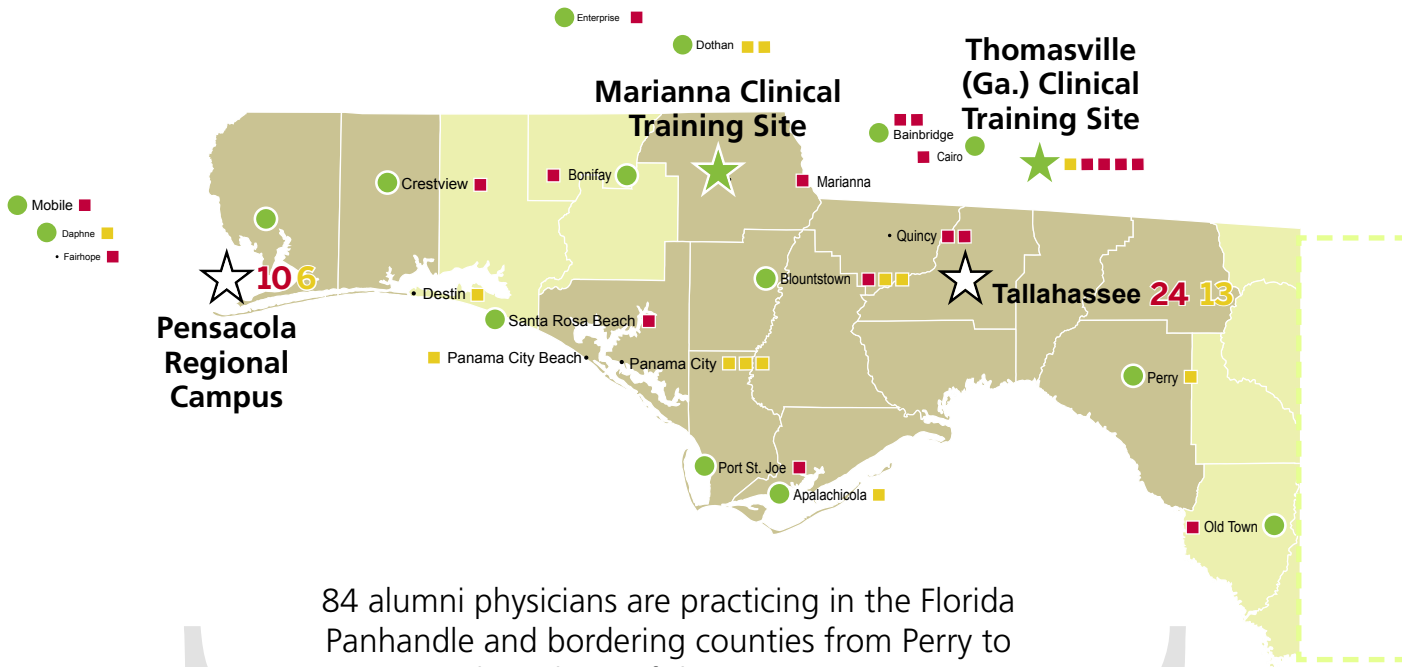 Enterprise
Dothan
Thomasville
(Ga.) Clinical
Training Site
Marianna Clinical
Training Site
Bainbridge
Cairo
Bonifay
Crestview
Marianna
Mobile
Daphne
Fairhope
Quincy
10 6
Destin
Blountstown
Tallahassee 24 13
Pensacola
Regional
Campus
Santa Rosa Beach
Panama City Beach
Panama City
Perry
Port St. Joe
Apalachicola
Old Town
84 alumni physicians are practicing in the Florida
Panhandle and bordering counties from Perry to